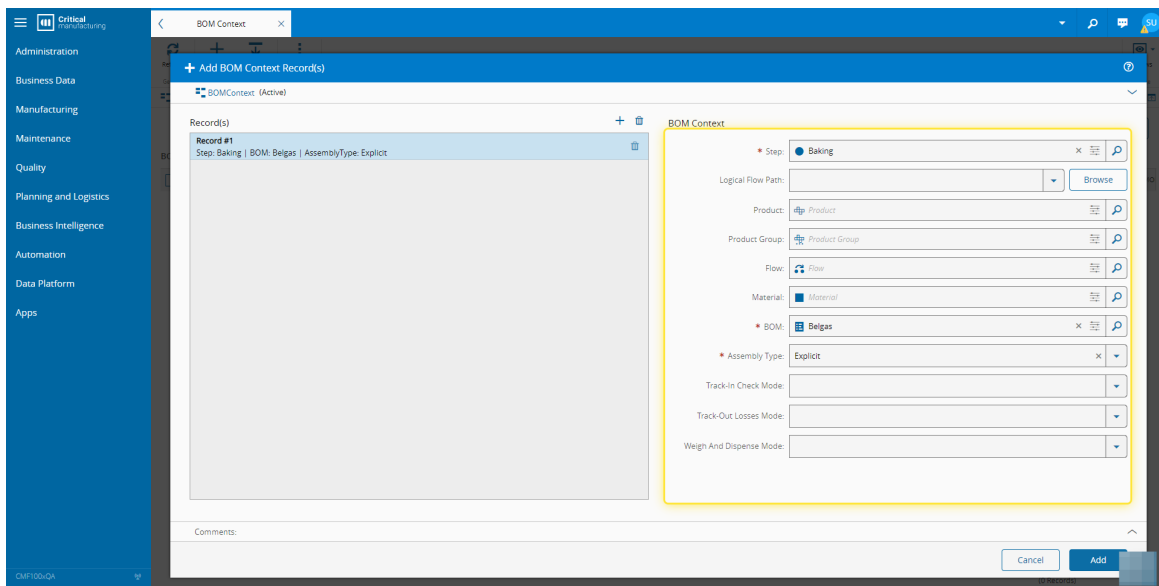 Critical
manufacturing
BOM Context
SU
Administration
Business Data
Manufacturing
Maintenance
Quality
Planning and Logistics
Business Intelligence
Automation
Data Platform
Apps
CMF100xQA
Add BOM Context Record(s)
BOMContext (Active)
Record(s)
Record #1
Step: Baking | BOM: Belgas | AssemblyType: Explicit
BOM Context
* Step: Baking
Logical Flow Path: Browse
Product: Product
Product Group: Product Group
Flow: Flow
Material: Material
* BOM: Belgas
* Assembly Type: Explicit
Track-In Check Mode:
Track-Out Losses Mode:
Weigh And Dispense Mode:
Comments:
Cancel Add
(0 Records)